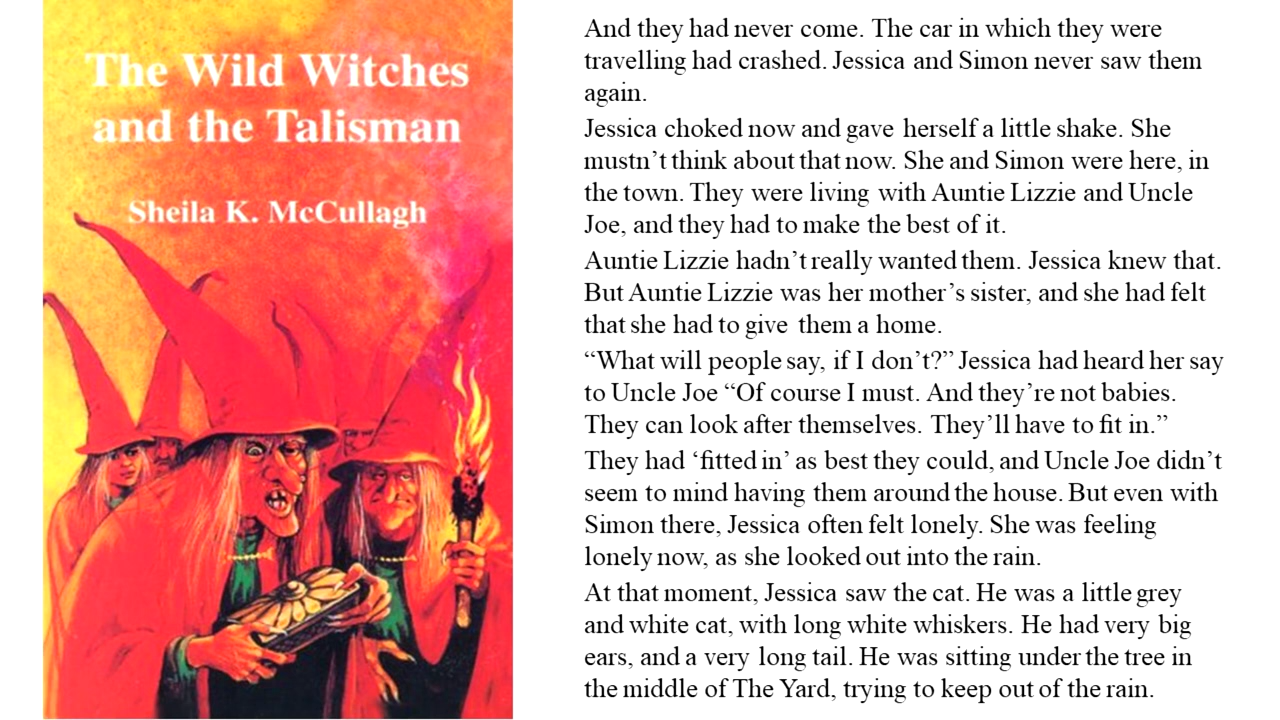 The Wild Witches
and the Talisman
Sheila K. McCullagh
And they had never come. The car in which they were
travelling had crashed. Jessica and Simon never saw them
again.
Jessica choked now and gave herself a little shake. She
mustn’t think about that now. She and Simon were here, in
the town. They were living with Auntie Lizzie and Uncle
Joe, and they had to make the best of it.
Auntie Lizzie hadn’t really wanted them. Jessica knew that.
But Auntie Lizzie was her mother’s sister, and she had felt
that she had to give them a home.
“What will people say, if I don’t?” Jessica had heard her say
to Uncle Joe “Of course I must. And they’re not babies.
They can look after themselves. They’ll have to fit in.”
They had ‘fitted in’ as best they could, and Uncle Joe didn’t
seem to mind having them around the house. But even with
Simon there, Jessica often felt lonely. She was feeling
lonely now, as she looked out into the rain.
At that moment, Jessica saw the cat. He was a little grey
and white cat, with long white whiskers. He had very big
ears, and a very long tail. He was sitting under the tree in
the middle of The Yard, trying to keep out of the rain.